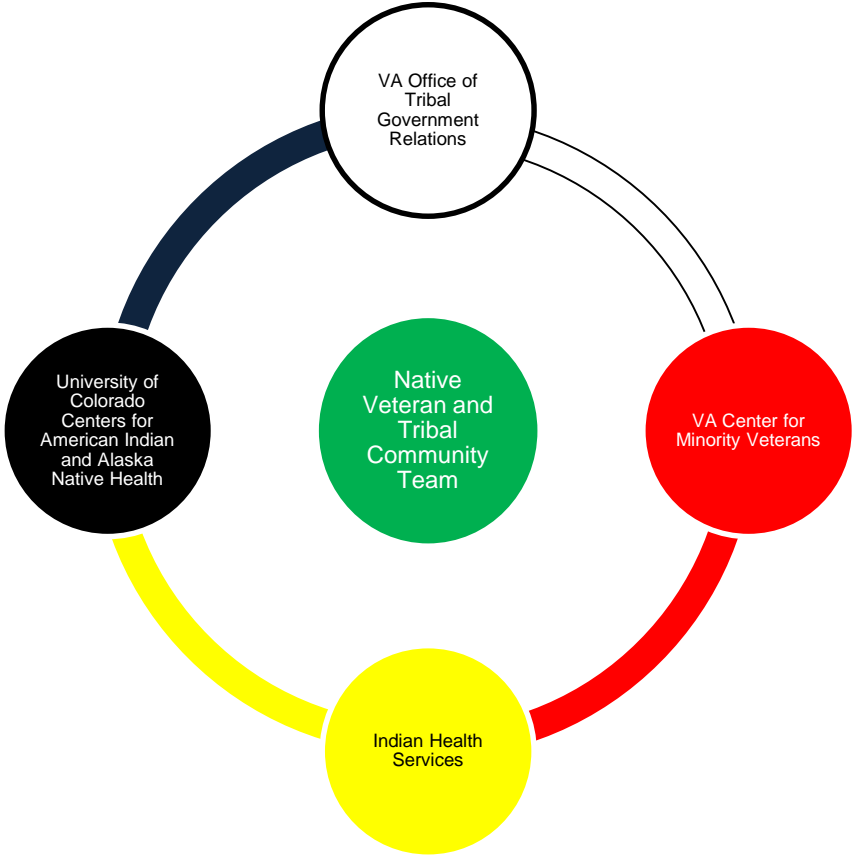 VA Office of
Tribal
Government
Relations
University of
Colorado
Centers for
American Indian
and Alaska
Native Health
Native
Veteran and
Tribal
Community
Team
VA Center for
Minority Veterans
Indian Health
Services